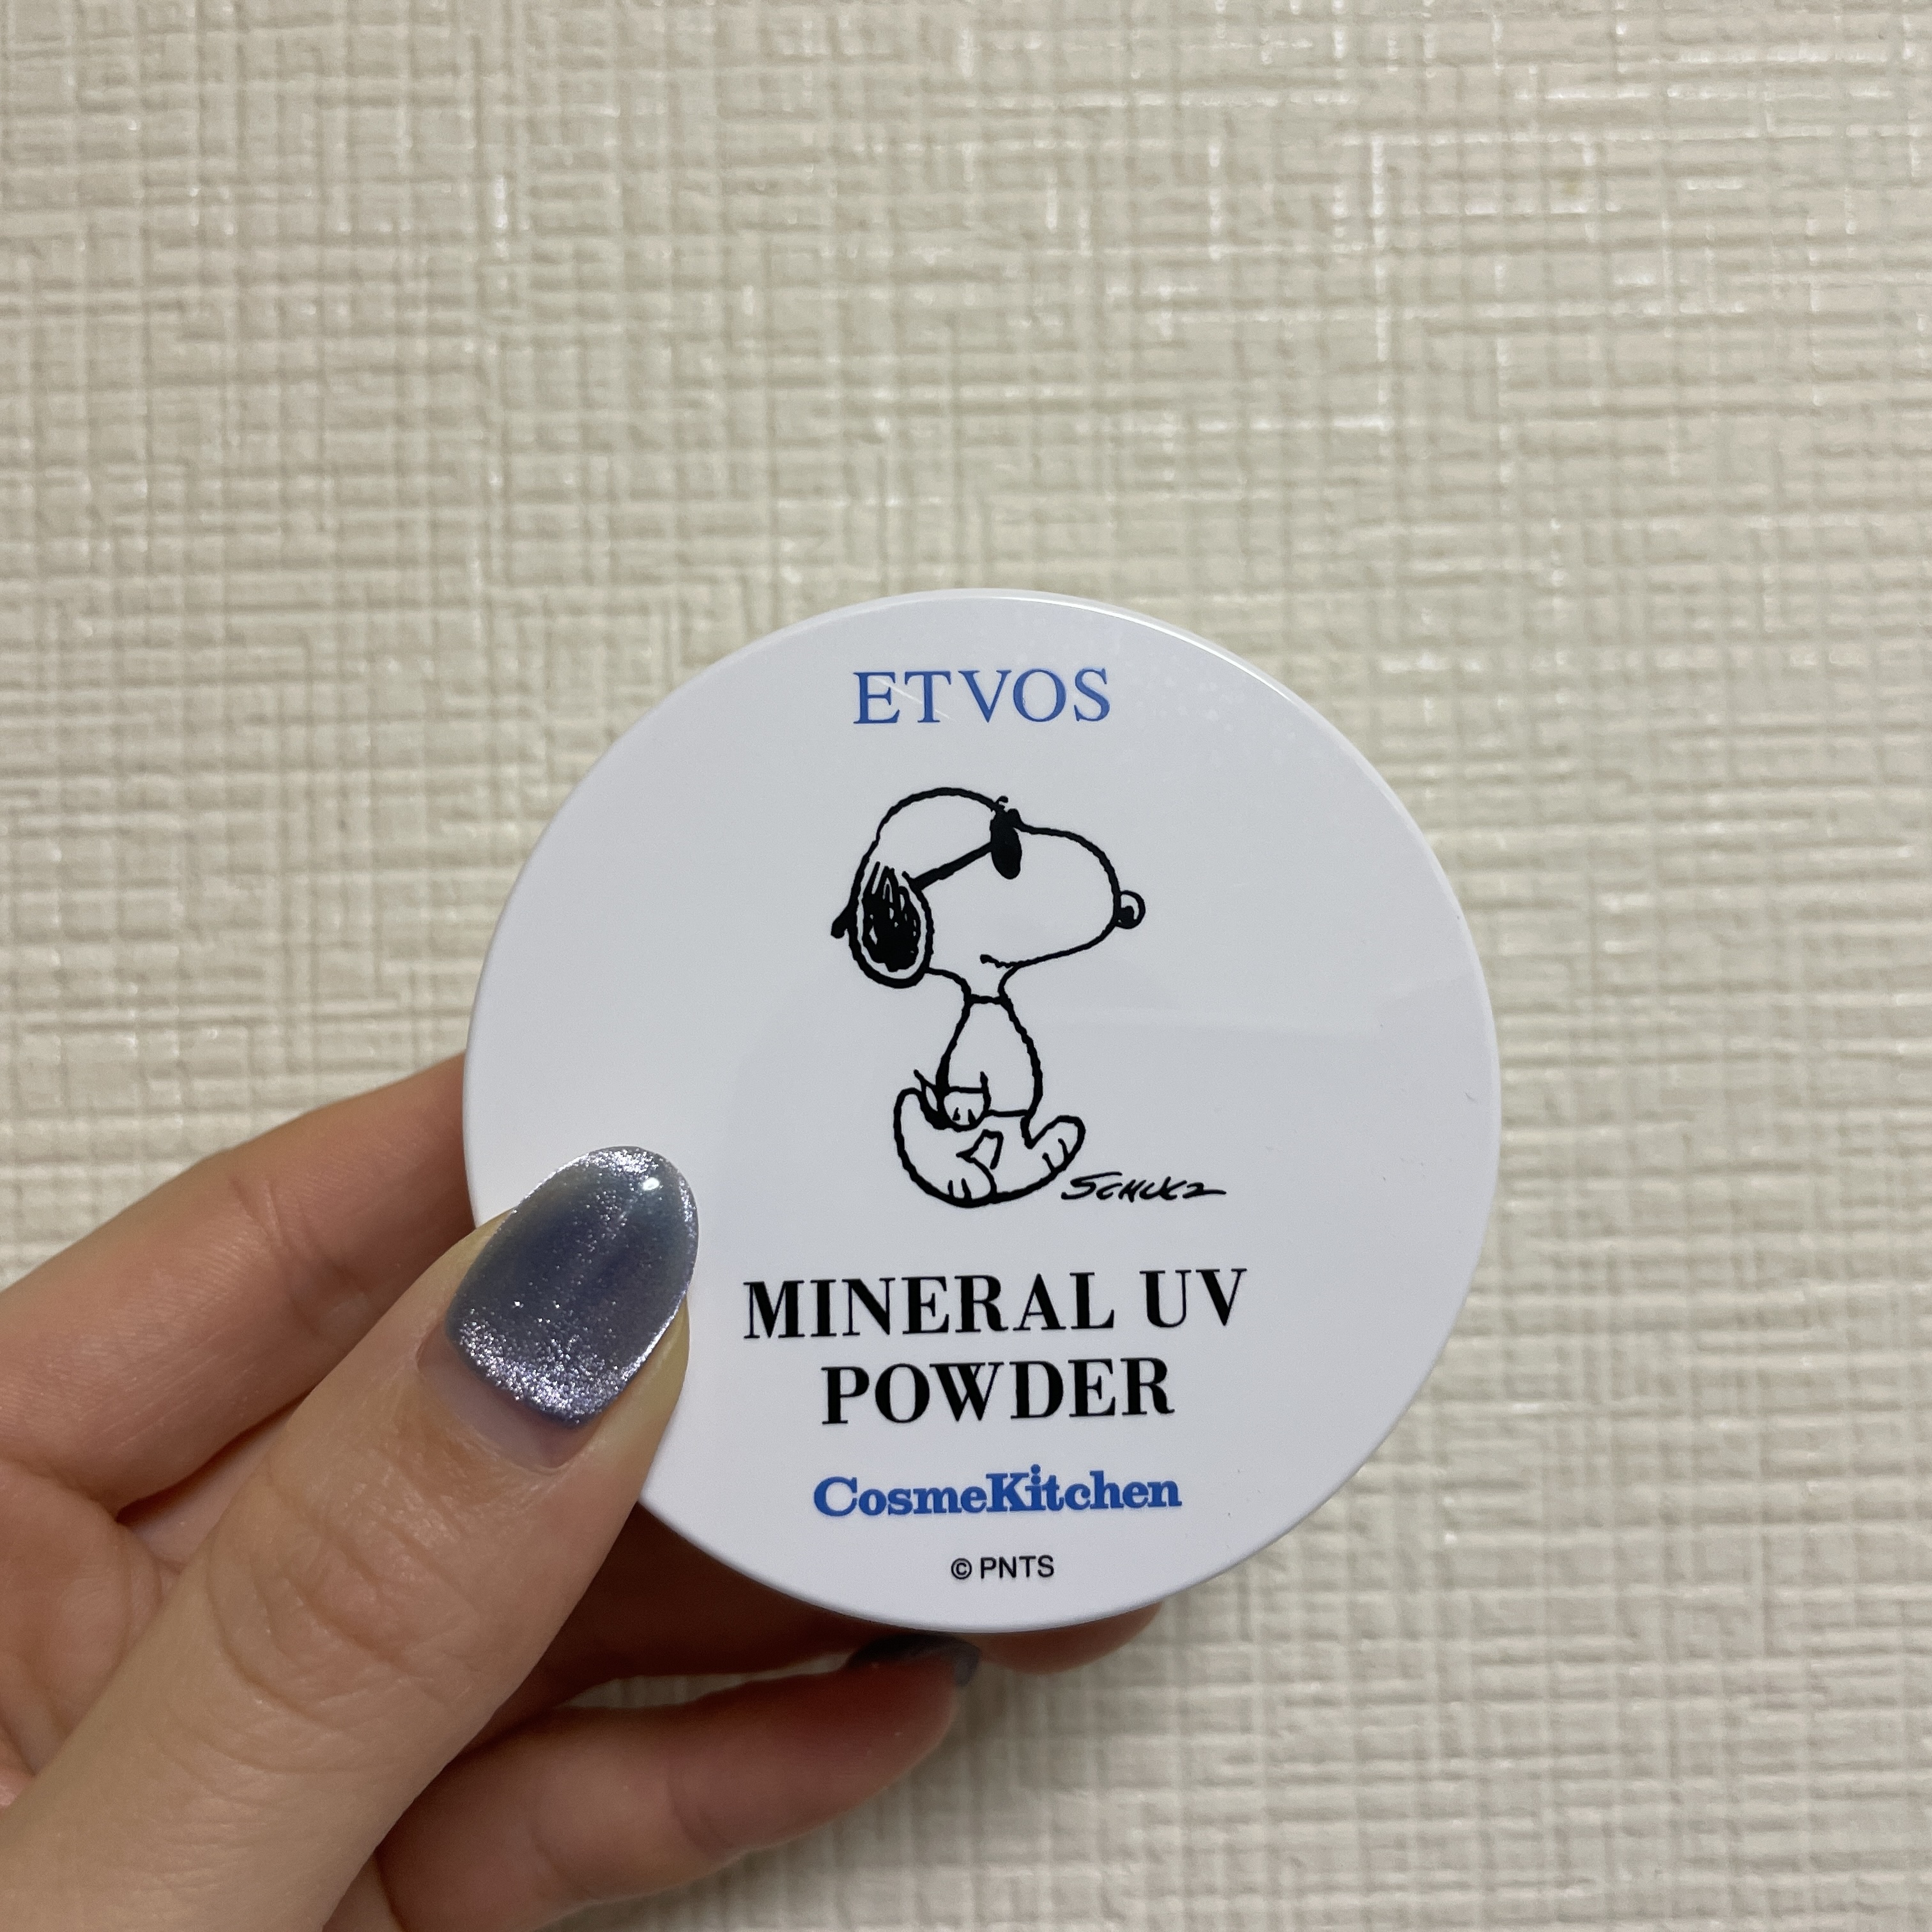 ETVOS
SCHULZ
MINERAL UV
POWDER
CosmeKitchen
© PNTS